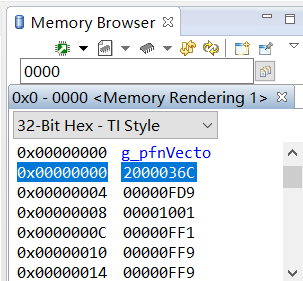 Memory Browser
0000
0x0 - 0000 <Memory Rendering 1>
32-Bit Hex - TI Style
0x00000000 g_pfnVecto
0x00000000 2000036C
0x00000004 00000FD9
0x00000008 00001001
0x0000000C 00000FF1
0x00000010 00000FF9
0x00000014 00000FF9